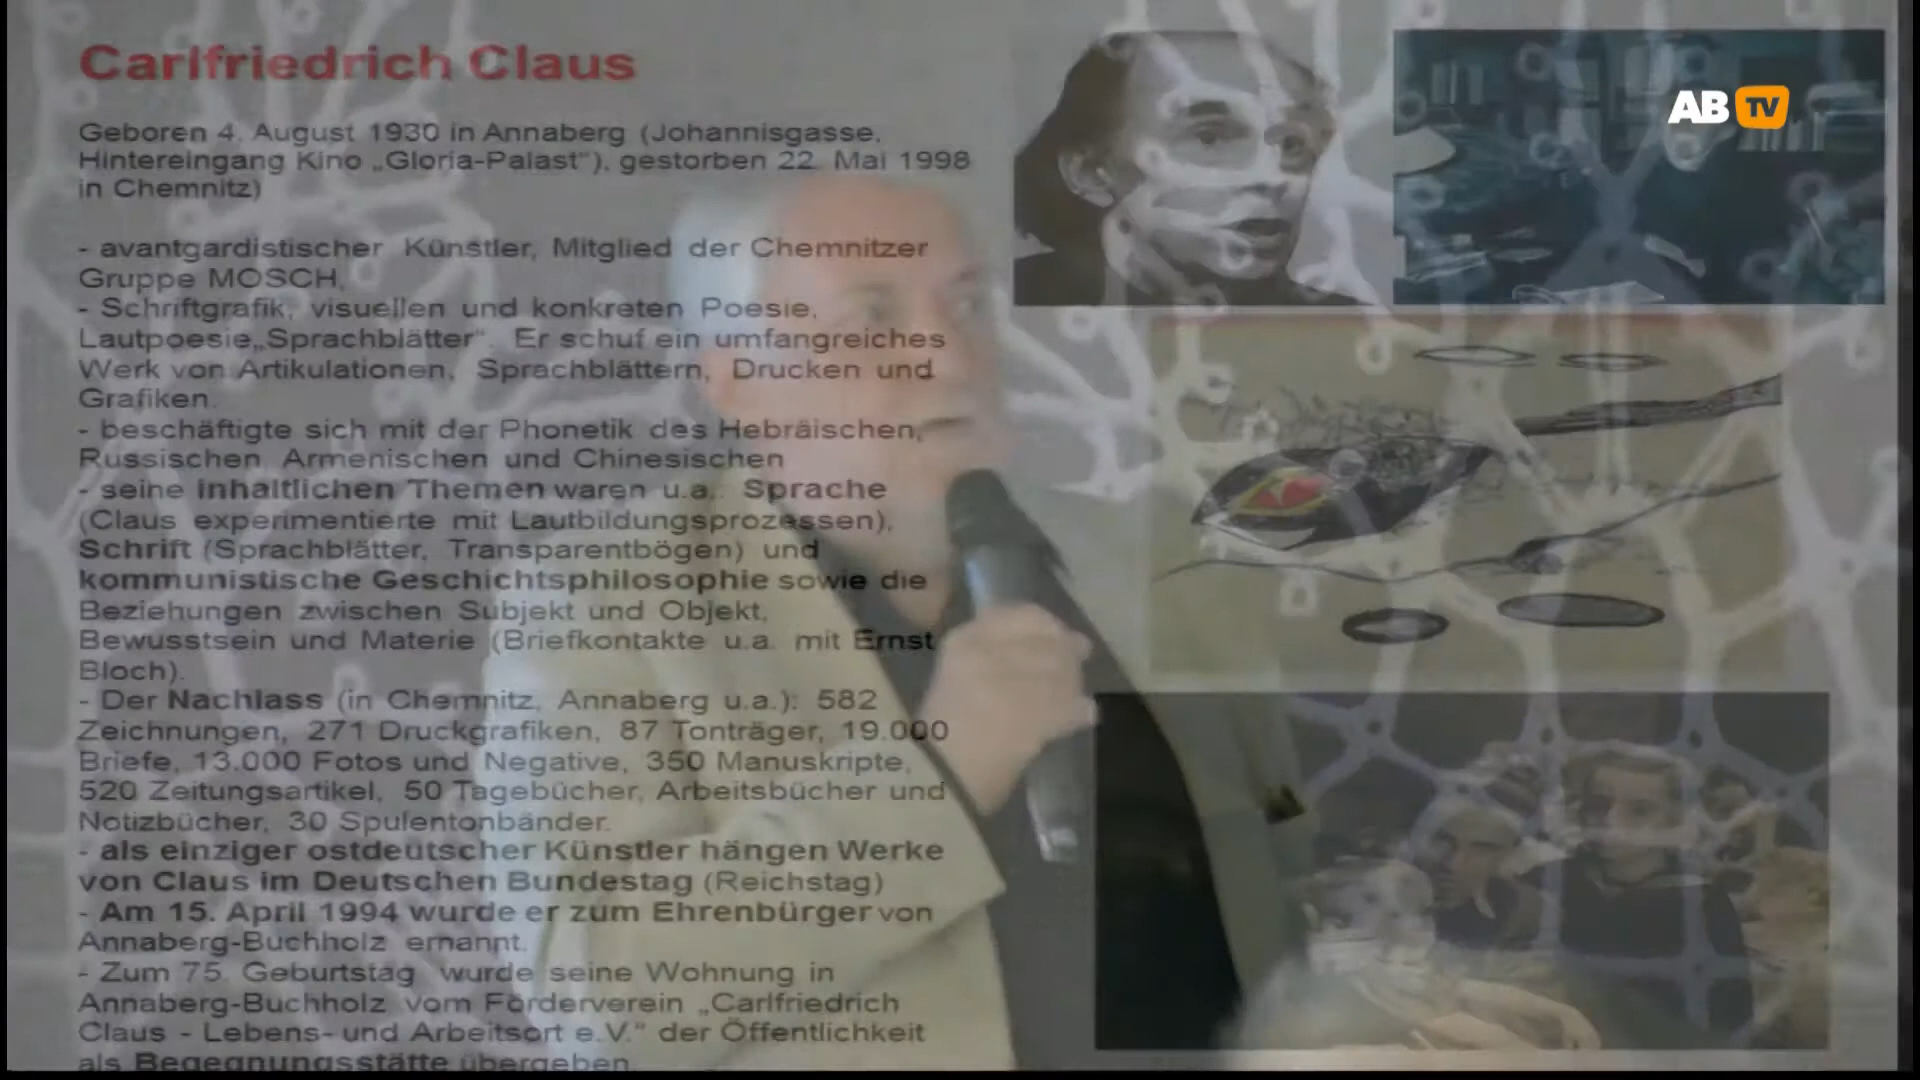 Carlfriedrich Claus
AB TV
Geboren 4. August 1930 in Annaberg (Johannisgasse,
Hintereingang Kino „Gloria-Palast“), gestorben 22. Mai 1998
in Chemnitz)
- avantgardistischer Künstler, Mitglied der Chemnitzer
Gruppe MOSCH,
- Schriftgrafik, visuellen und konkreten Poesie,
Lautpoesie„Sprachblätter“. Er schuf ein umfangreiches
Werk von Artikulationen, Sprachblättern, Drucken und
Grafiken.
- beschäftigte sich mit der Phonetik des Hebräischen,
Russischen Armenischen und Chinesischen
- seine inhaltlichen Themen waren u.a. Sprache
(Claus experimentierte mit Lautbildungsprozessen),
Schrift (Sprachblätter, Transparentbögen) und
kommunistische Geschichtsphilosophie sowie die
Beziehungen zwischen Subjekt und Objekt,
Bewusstsein und Materie (Briefkontakte u.a. mit Ernst
Bloch).
- Der Nachlass (in Chemnitz, Annaberg u.a.): 582
Zeichnungen, 271 Druckgrafiken, 87 Tonträger, 19.000
Briefe, 13.000 Fotos und Negative, 350 Manuskripte,
520 Zeitungsartikel, 50 Tagebücher, Arbeitsbücher und
Notizbücher, 30 Spulentonbänder.
- als einziger ostdeutscher Künstler hängen Werke
von Claus im Deutschen Bundestag (Reichstag)
- Am 15. April 1994 wurde er zum Ehrenbürger von
Annaberg-Buchholz ernannt.
- Zum 75. Geburtstag wurde seine Wohnung in
Annaberg-Buchholz vom Förderverein „Carlfriedrich
Claus - Lebens- und Arbeitsort e.V.“ der Öffentlichkeit
als Begegnungsstätte übergeben.